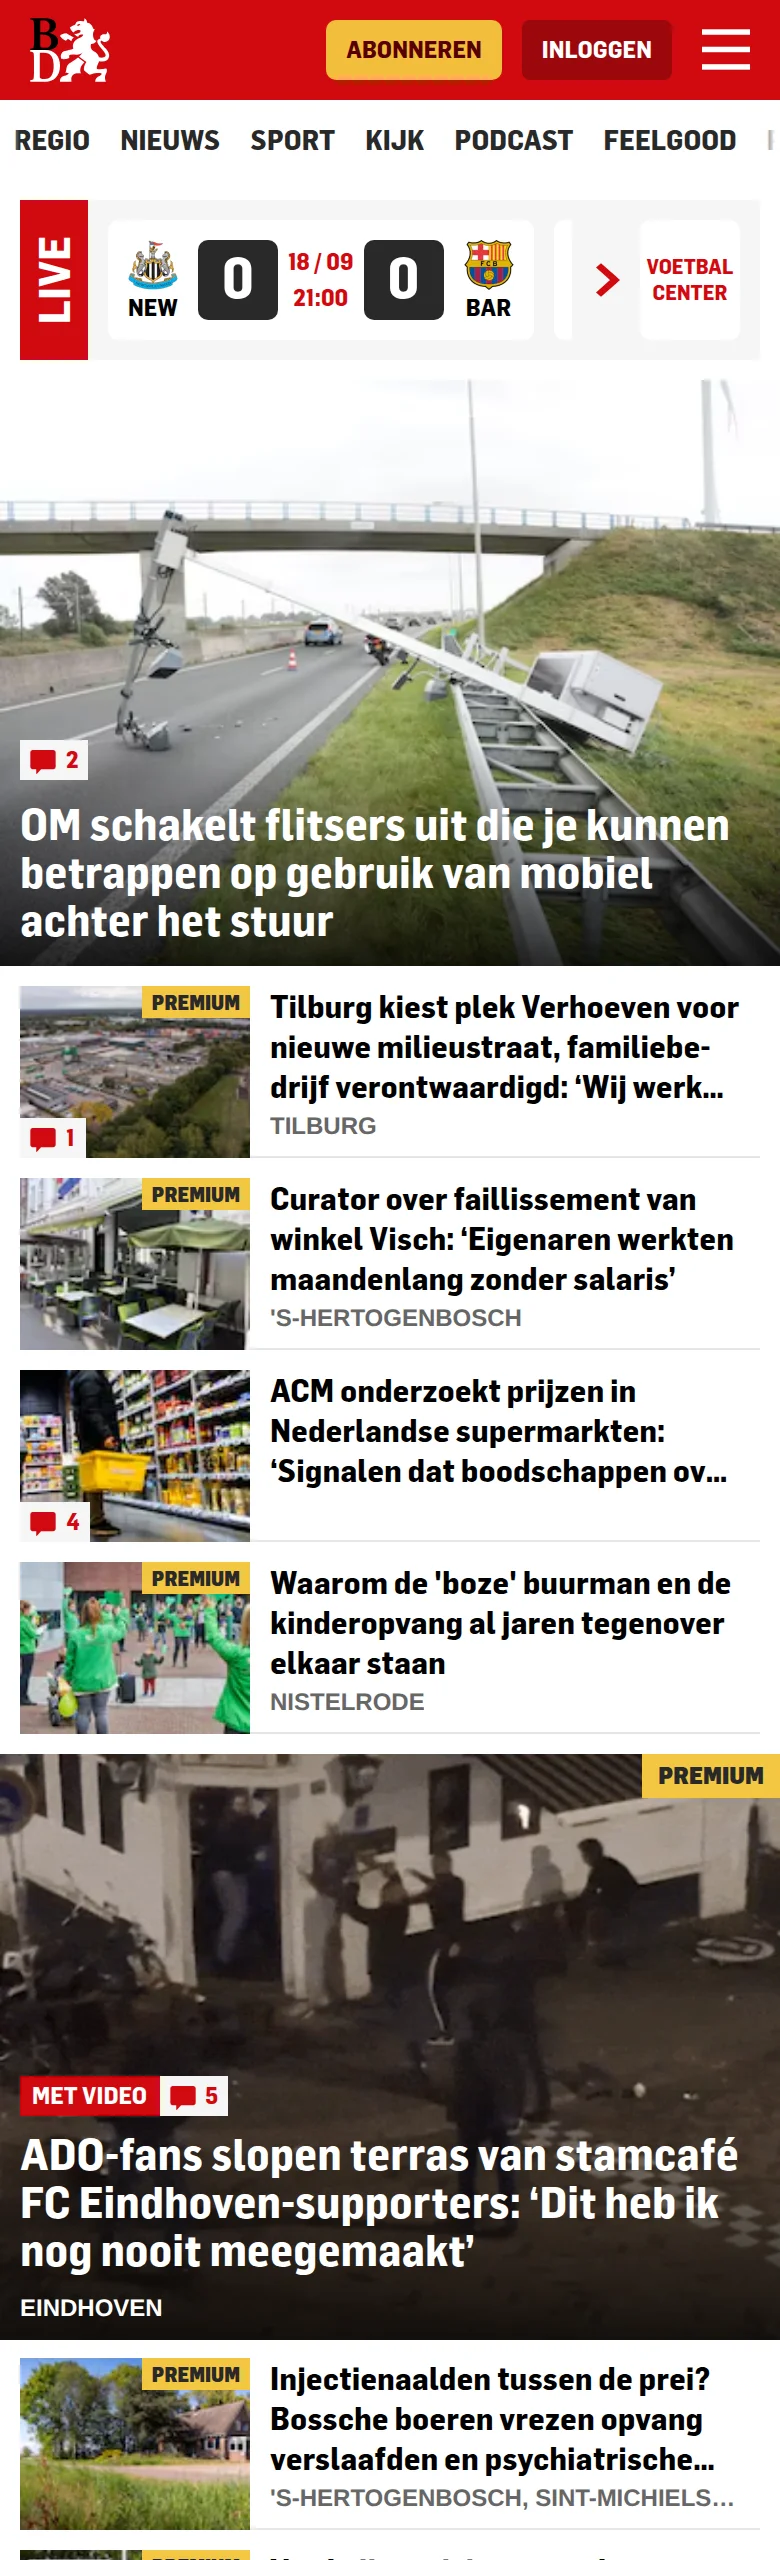 BD
ABONNEREN
INLOGGEN
REGIO NIEUWS SPORT KIJK PODCAST FEELGOOD
LIVE
NEW
0
18 / 09
21:00
0
BAR
VOETBAL
CENTER
2
OM schakelt flitsers uit die je kunnen
betrappen op gebruik van mobiel
achter het stuur
PREMIUM
1
Tilburg kiest plek Verhoeven voor
nieuwe milieustraat, familiebe-
drijf verontwaardigd: ‘Wij werk...
TILBURG
PREMIUM
Curator over faillissement van
winkel Visch: ‘Eigenaren werkten
maandenlang zonder salaris’
'S-HERTOGENBOSCH
4
ACM onderzoekt prijzen in
Nederlandse supermarkten:
‘Signalen dat boodschappen ov...
PREMIUM
Waarom de 'boze' buurman en de
kinderopvang al jaren tegenover
elkaar staan
NISTELRODE
PREMIUM
MET VIDEO
5
ADO-fans slopen terras van stamcafé
FC Eindhoven-supporters: ‘Dit heb ik
nog nooit meegemaakt’
EINDHOVEN
PREMIUM
Injectienaalden tussen de prei?
Bossche boeren vrezen opvang
verslaafden en psychiatrische...
'S-HERTOGENBOSCH, SINT-MICHIELS...